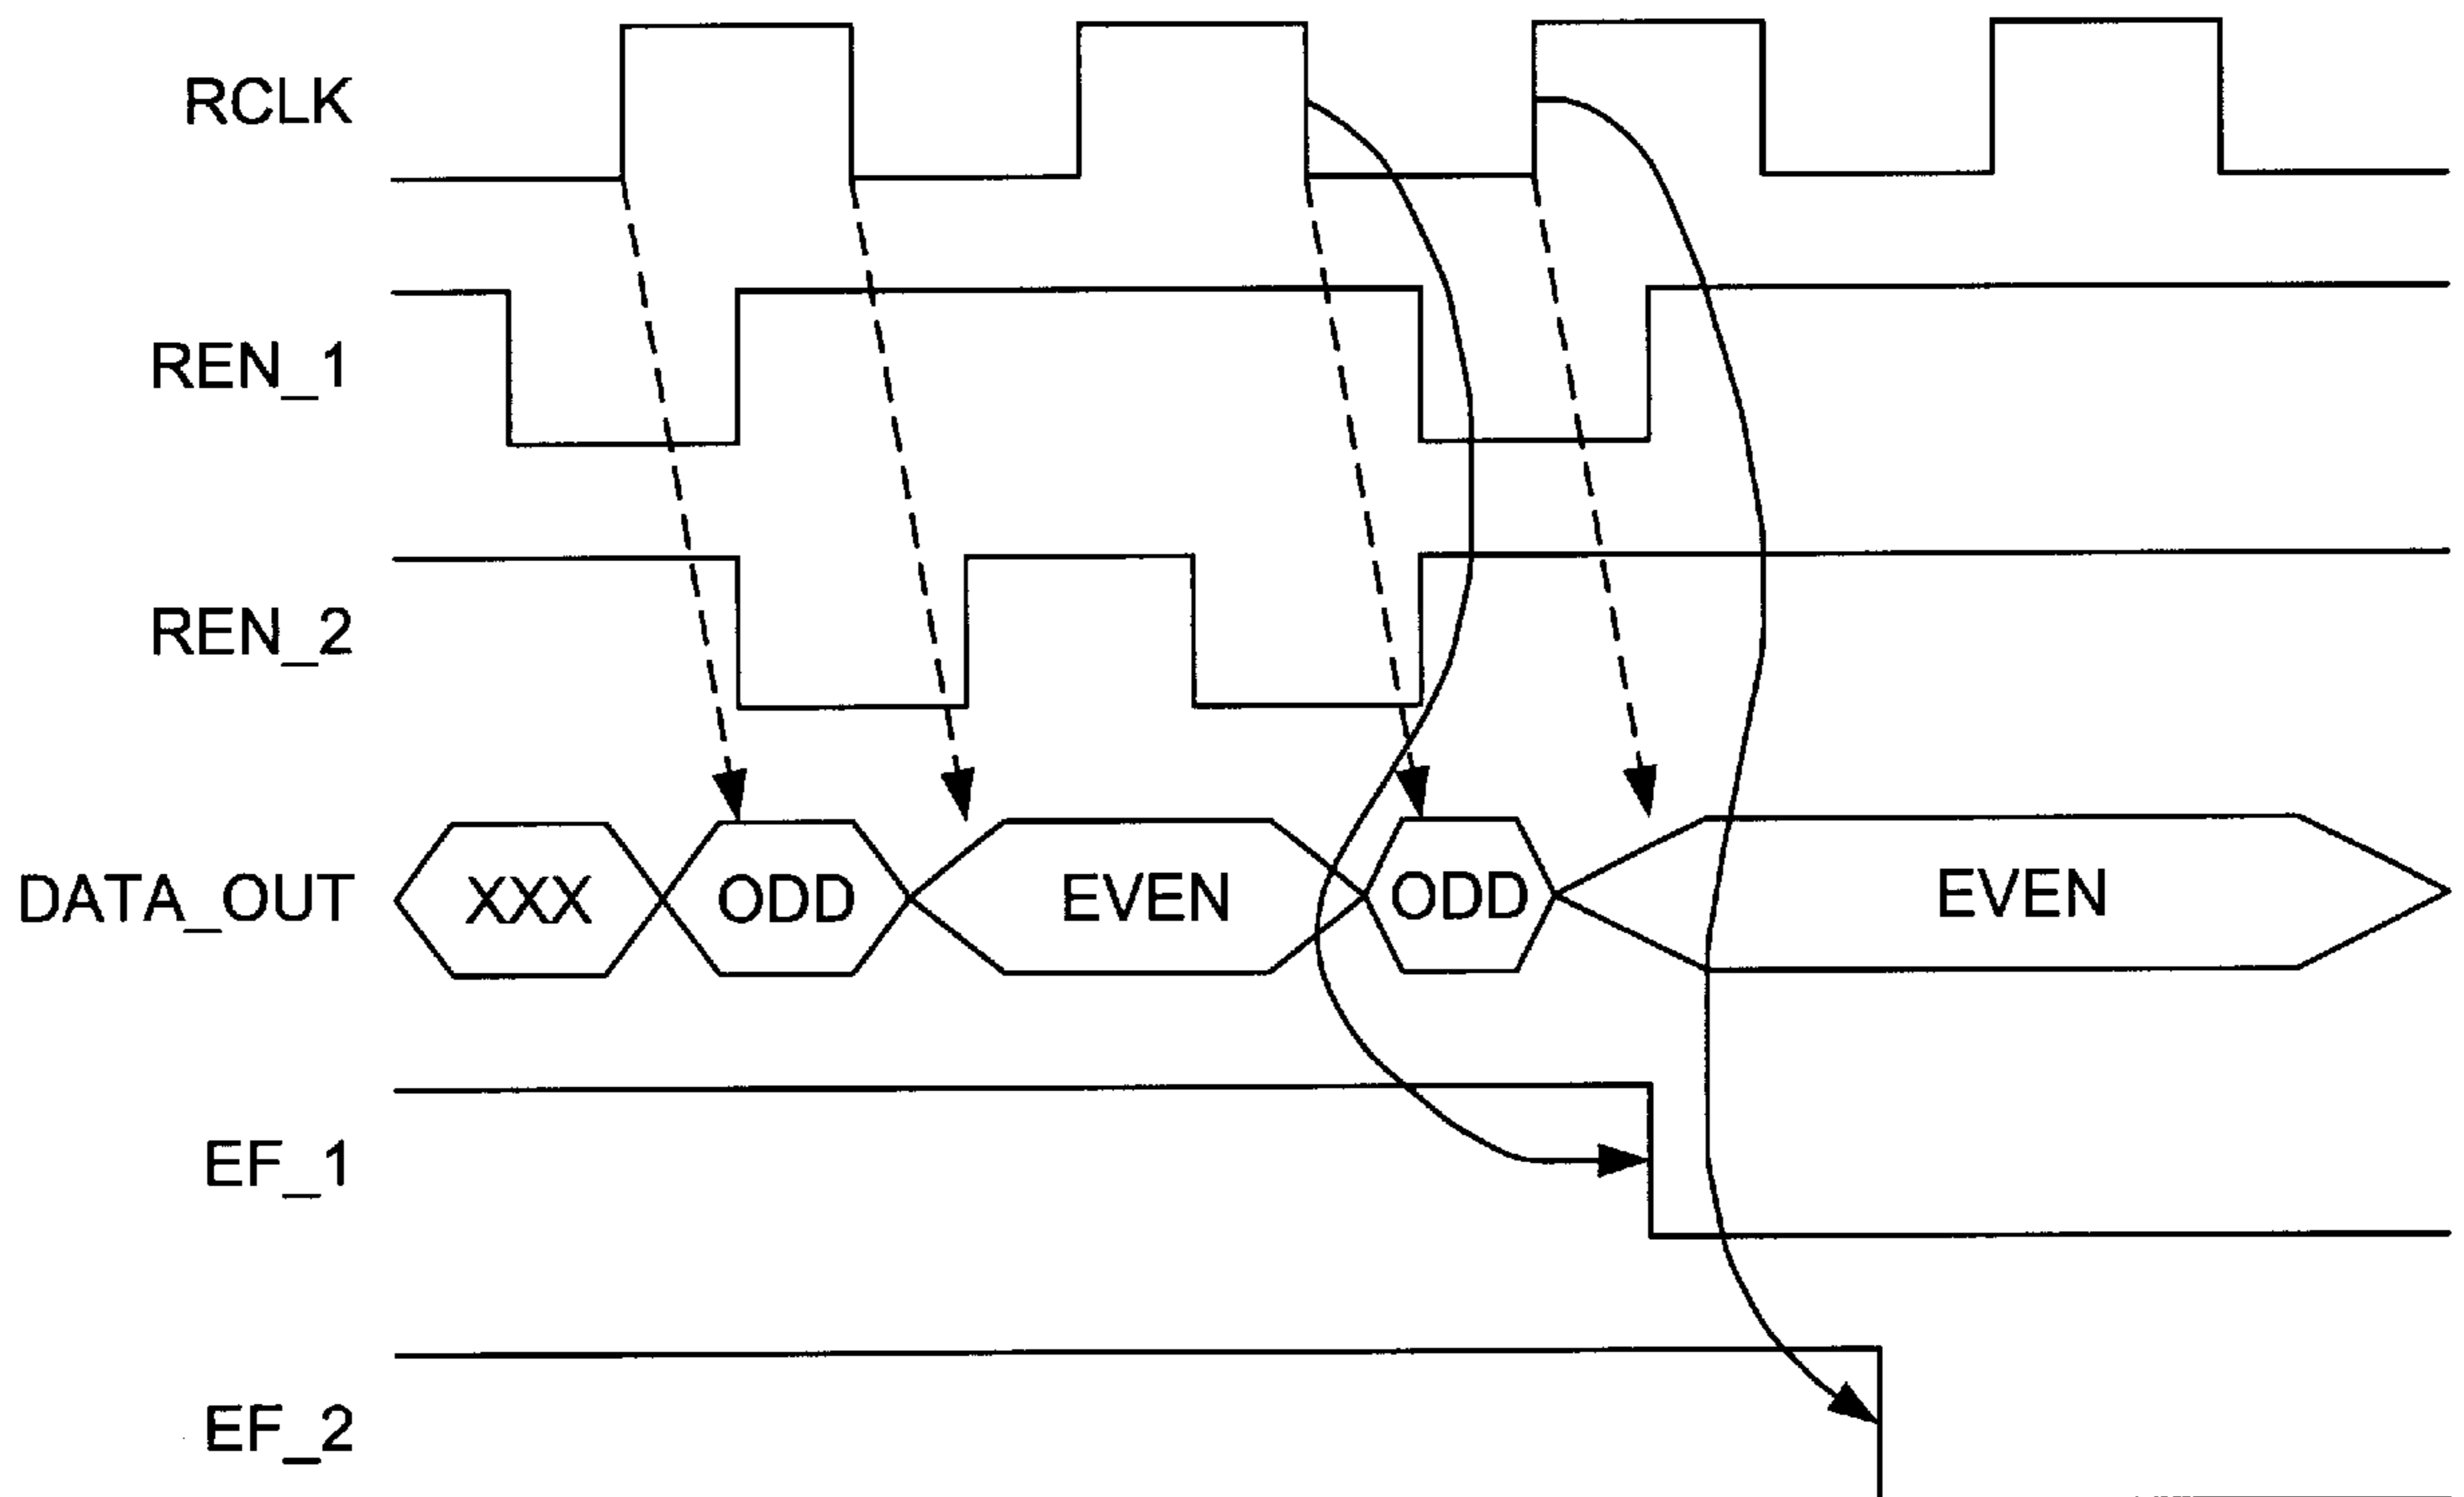 RCLK
REN_1
REN_2
DATA_OUT XXX ODD EVEN ODD EVEN
EF_1
EF_2